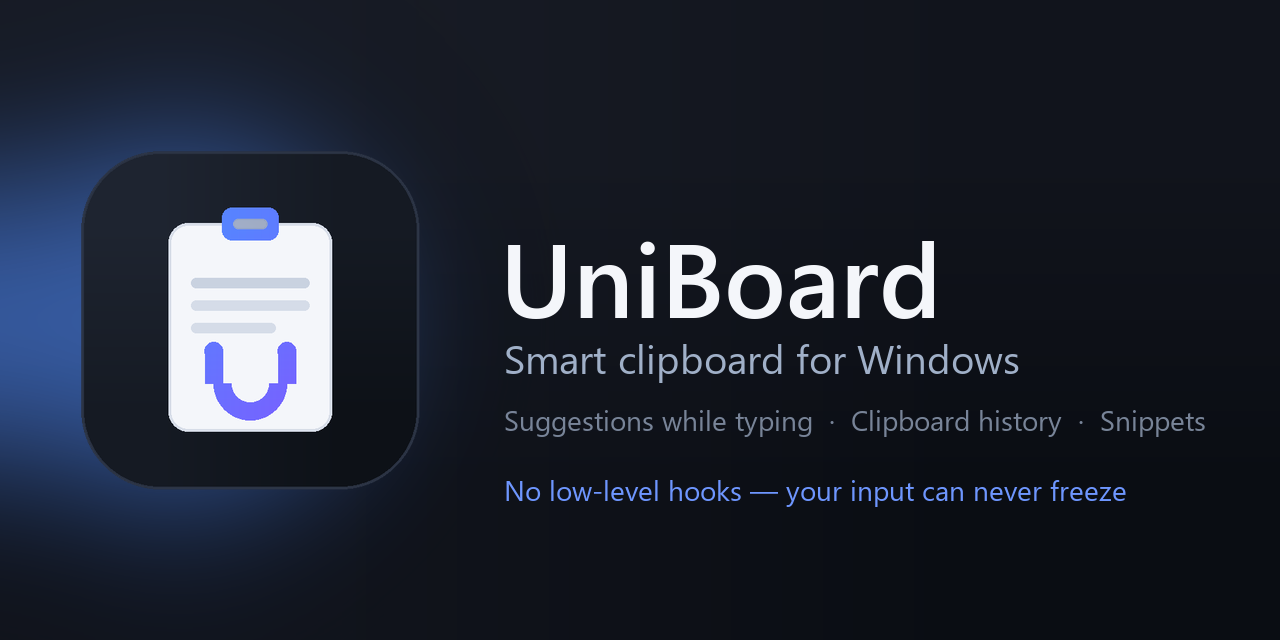 UniBoard
Smart clipboard for Windows
Suggestions while typing · Clipboard history · Snippets
No low-level hooks — your input can never freeze